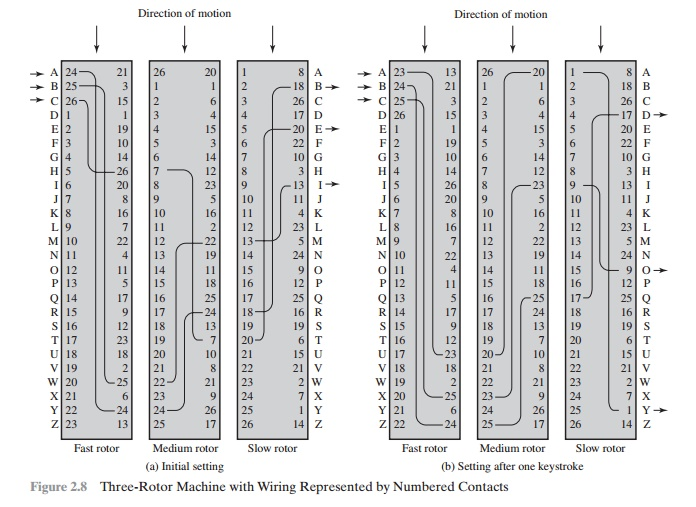 Direction of motion Direction of motion
A 24 21 26 20 1 8 A A 23 13 26 20 1 8 A
B 25 3 1 1 2 18 B B 24 21 1 1 2 18 B
C 26 15 2 6 3 26 C C 25 3 2 6 3 26 C
D 1 1 3 4 4 17 D D 26 15 3 4 4 17 D
E 2 19 4 15 5 20 E E 1 1 4 15 5 20 E
F 3 10 5 3 6 22 F F 2 19 5 3 6 22 F
G 4 14 6 14 7 10 G G 3 10 6 14 7 10 G
H 5 26 7 12 8 3 H H 4 14 7 12 8 3 H
I 6 20 8 23 9 13 I I 5 26 8 23 9 13 I
J 7 8 9 5 10 11 J J 6 20 9 5 10 11 J
K 8 16 10 16 11 4 K K 7 8 10 16 11 4 K
L 9 7 11 2 12 23 L L 8 16 11 2 12 23 L
M 10 22 12 22 13 5 M M 9 7 12 22 13 5 M
N 11 4 13 19 14 24 N N 10 22 13 19 14 24 N
O 12 11 14 11 15 9 O O 11 4 14 11 15 9 O
P 13 5 15 18 16 12 P P 12 11 15 18 16 12 P
Q 14 17 16 25 17 25 Q Q 13 5 16 25 17 25 Q
R 15 9 17 24 18 16 R R 14 17 17 24 18 16 R
S 16 12 18 13 19 19 S S 15 9 18 13 19 19 S
T 17 23 19 7 20 6 T T 16 12 19 7 20 6 T
U 18 18 20 10 21 15 U U 17 23 20 10 21 15 U
V 19 2 21 8 22 21 V V 18 18 21 8 22 21 V
W 20 25 22 21 23 2 W W 19 2 22 21 23 2 W
X 21 6 23 9 24 7 X X 20 25 23 9 24 7 X
Y 22 24 24 26 25 1 Y Y 21 6 24 26 25 1 Y
Z 23 13 25 17 26 14 Z Z 22 24 25 17 26 14 Z
Fast rotor Medium rotor Slow rotor Fast rotor Medium rotor Slow rotor
(a) Initial setting (b) Setting after one keystroke
Figure 2.8 Three-Rotor Machine with Wiring Represented by Numbered Contacts